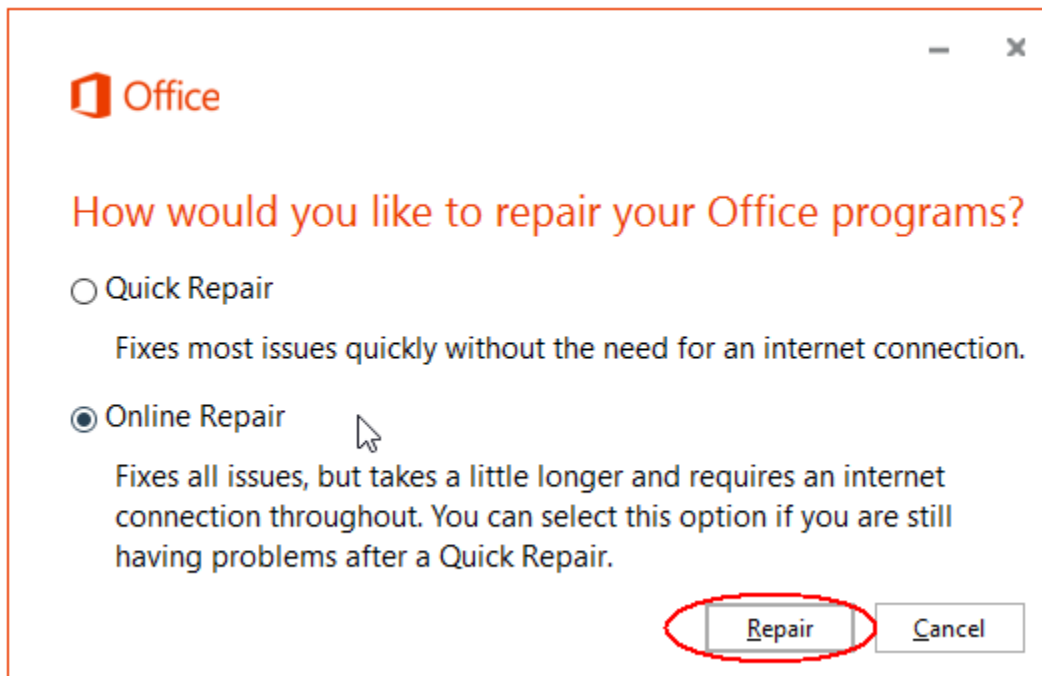 Office
How would you like to repair your Office programs?
Quick Repair
Fixes most issues quickly without the need for an internet connection.
Online Repair
Fixes all issues, but takes a little longer and requires an internet
connection throughout. You can select this option if you are still
having problems after a Quick Repair.
Repair Cancel